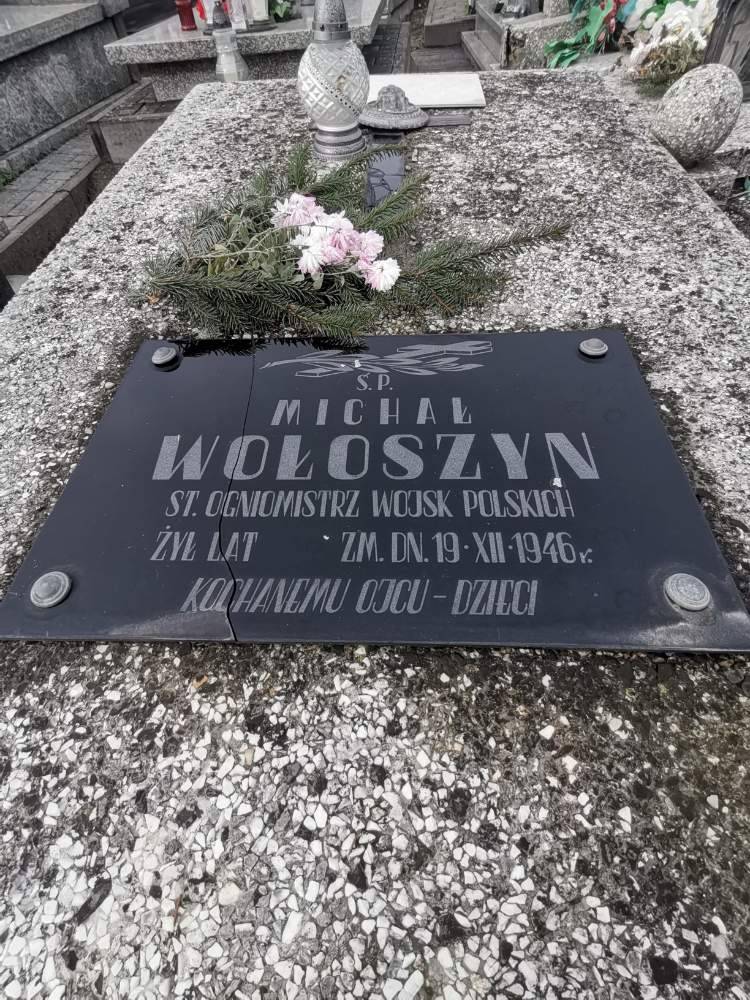 Ś.P.
MICHAŁ
WOŁOSZYN
ST. OGNIOMISTRZ WOJSK POLSKICH
ŻYŁ LAT ZM. DN. 19·XII·1946 r.
KOCHANEMU OJCU – DZIECI